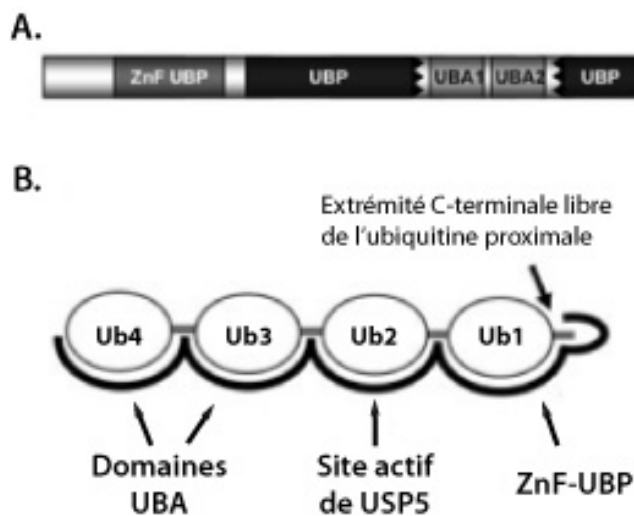 A.
ZnF UBP
UBP
UBA1
UBA2
UBP
B.
Extrémité C-terminale libre
de l'ubiquitine proximale
Ub4
Ub3
Ub2
Ub1
Domaines
UBA
Site actif
de USP5
ZnF-UBP